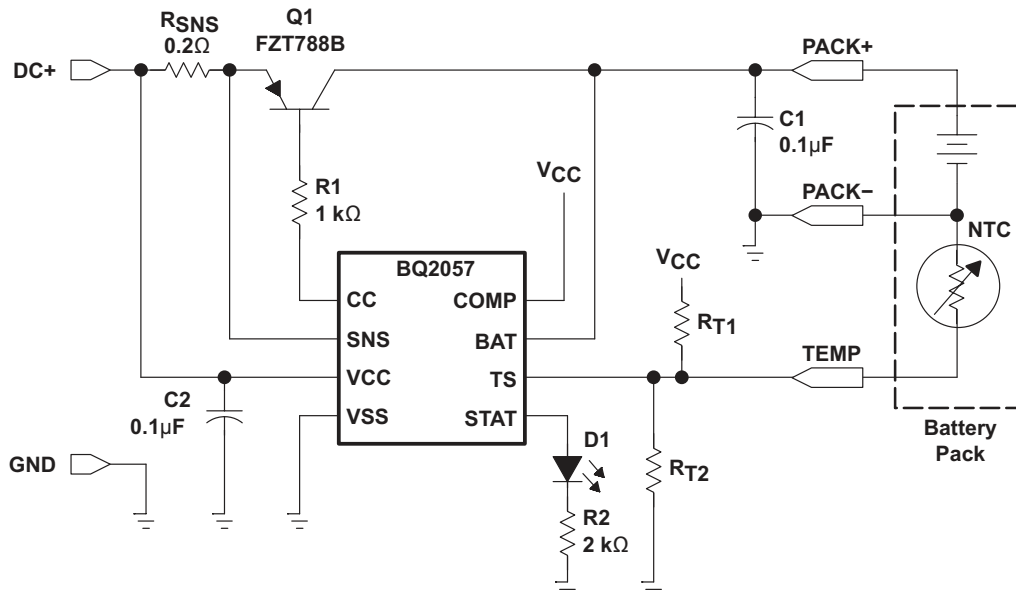 RSNS
0.2Ω
Q1
FZT788B
DC+
PACK+
C1
0.1µF
R1
1 kΩ
VCC
PACK−
NTC
BQ2057
VCC
CC
COMP
RT1
SNS
BAT
TEMP
VCC
TS
C2
0.1µF
VSS
STAT
D1
Battery
Pack
GND
RT2
R2
2 kΩ